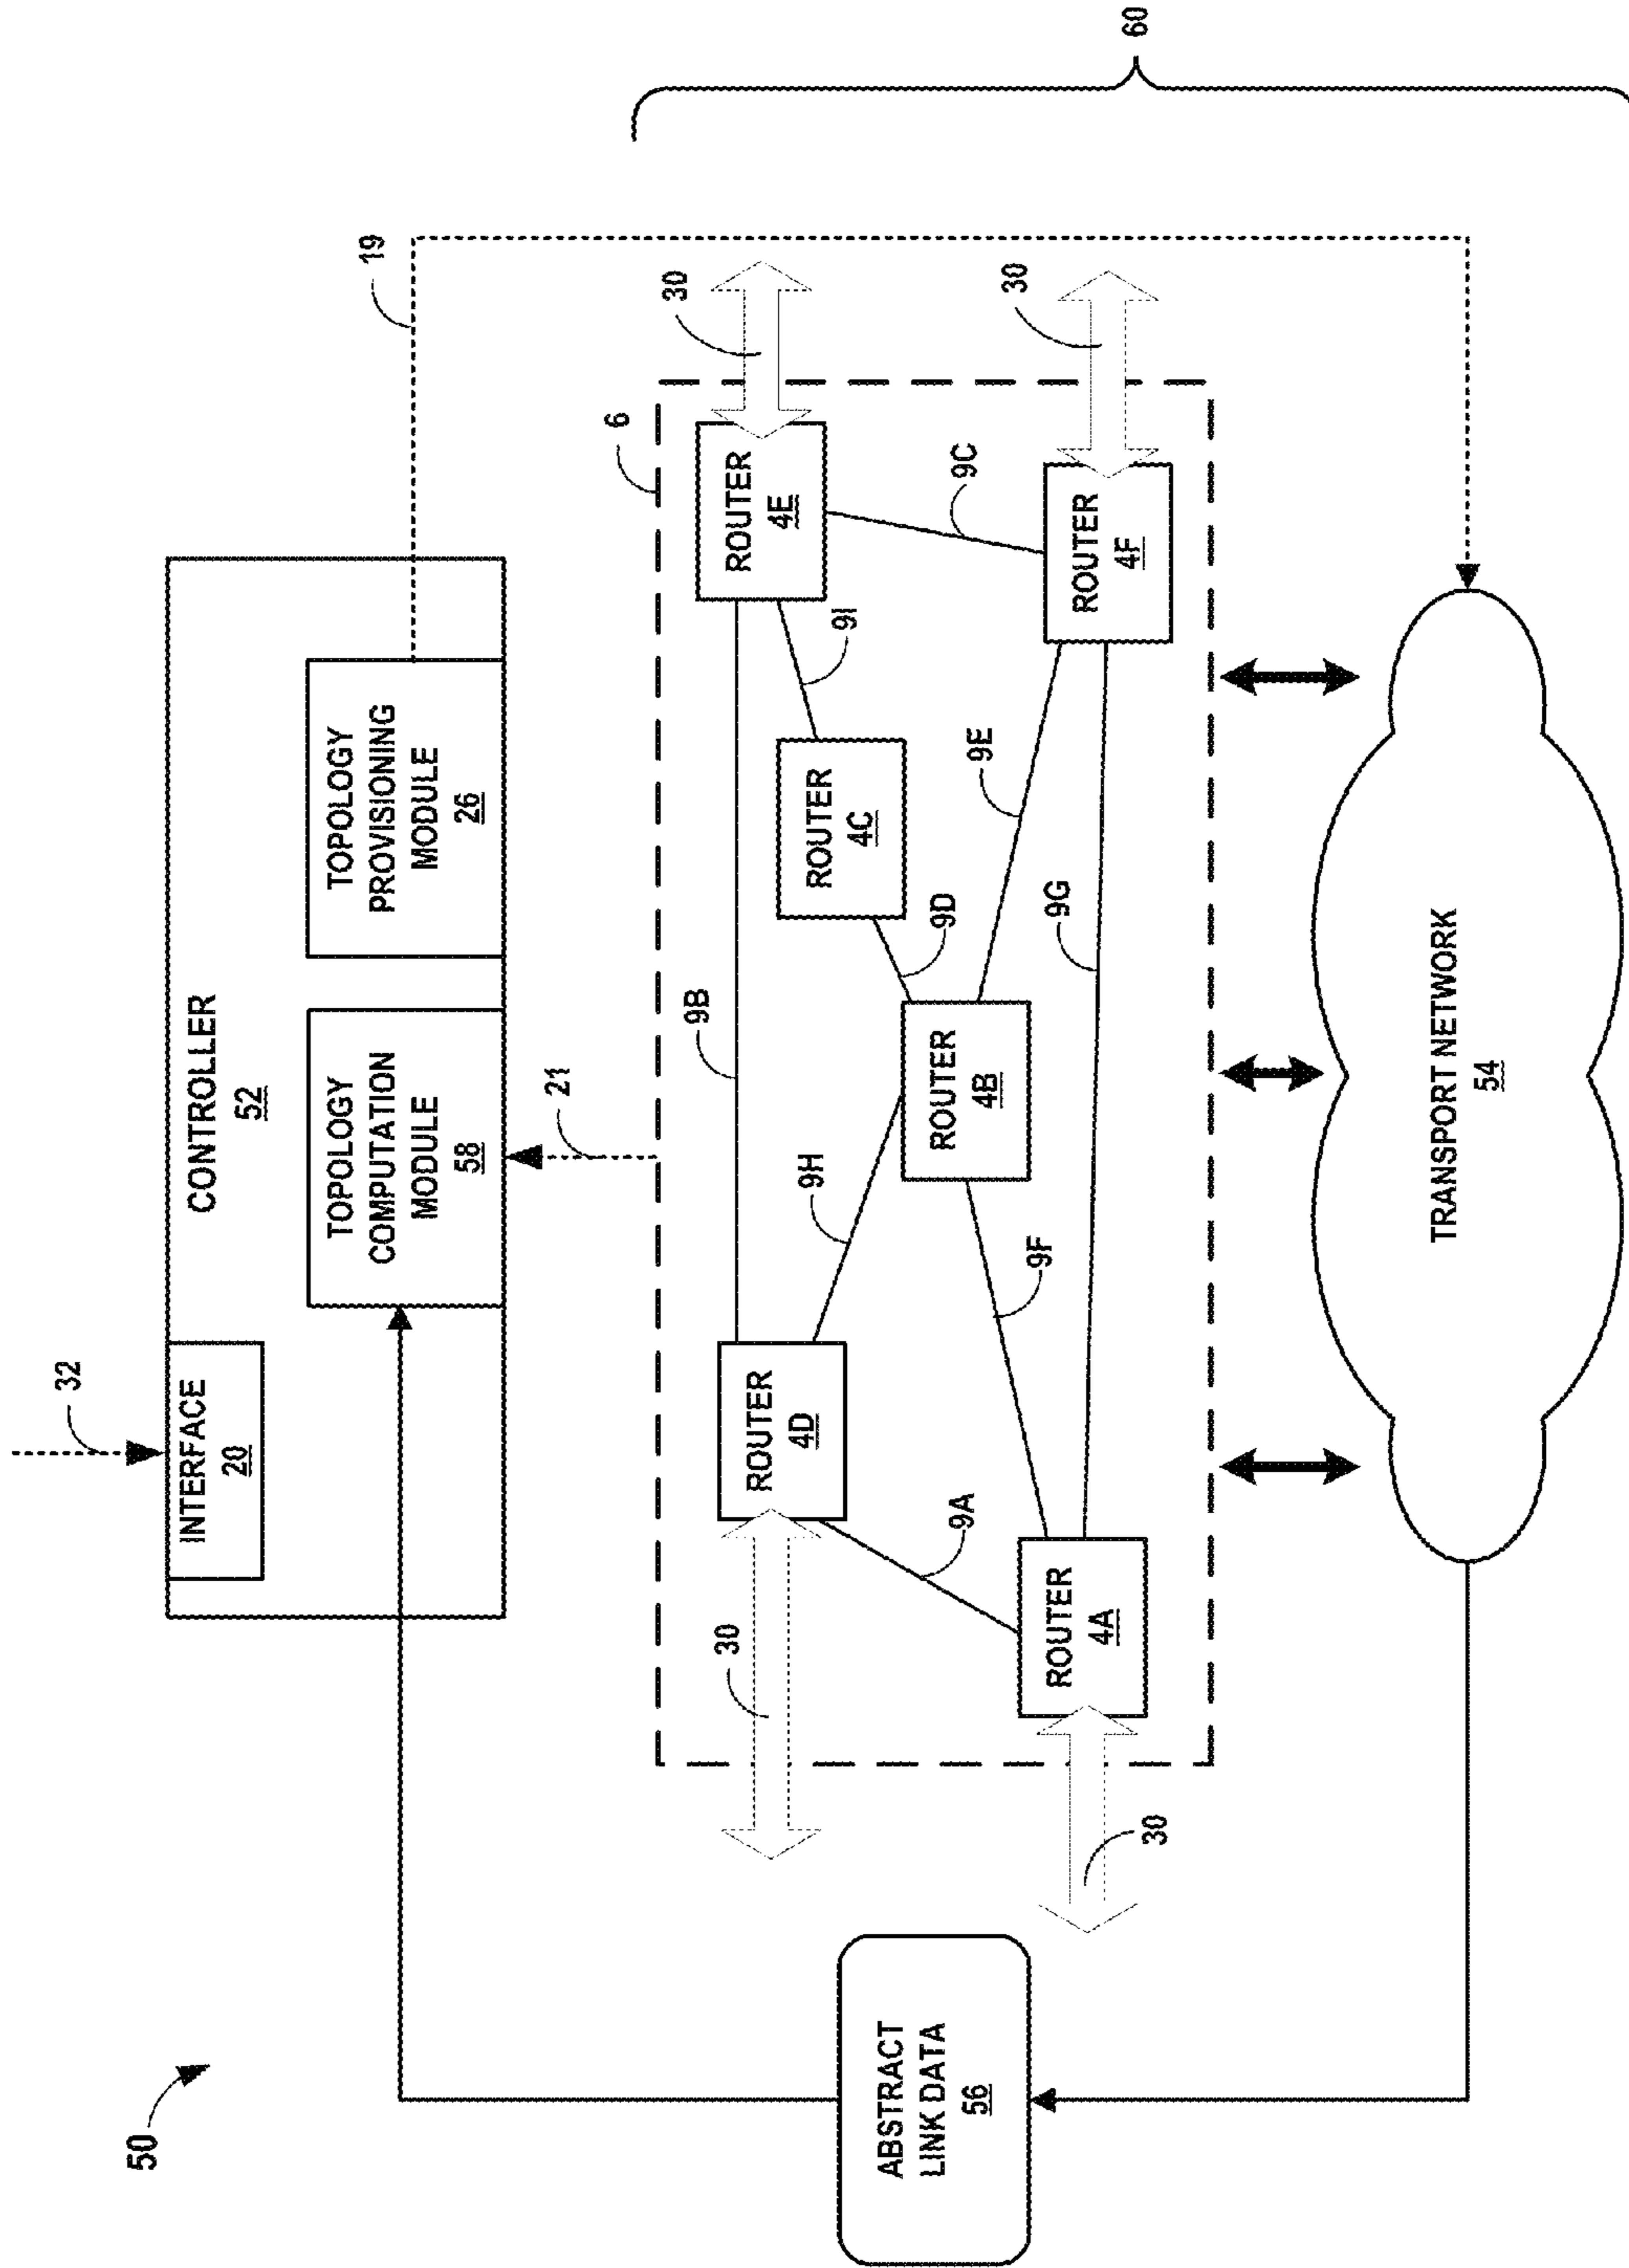 50
32
INTERFACE
20
CONTROLLER
52
TOPOLOGY
COMPUTATION
MODULE
58
TOPOLOGY
PROVISIONING
MODULE
26
19
21
6
ABSTRACT
LINK DATA
56
30
ROUTER
4D
9B
9H
9A
ROUTER
4A
30
9F
ROUTER
4B
9D
ROUTER
4C
9I
ROUTER
4E
30
9C
9E
9G
ROUTER
4F
30
TRANSPORT NETWORK
54
60